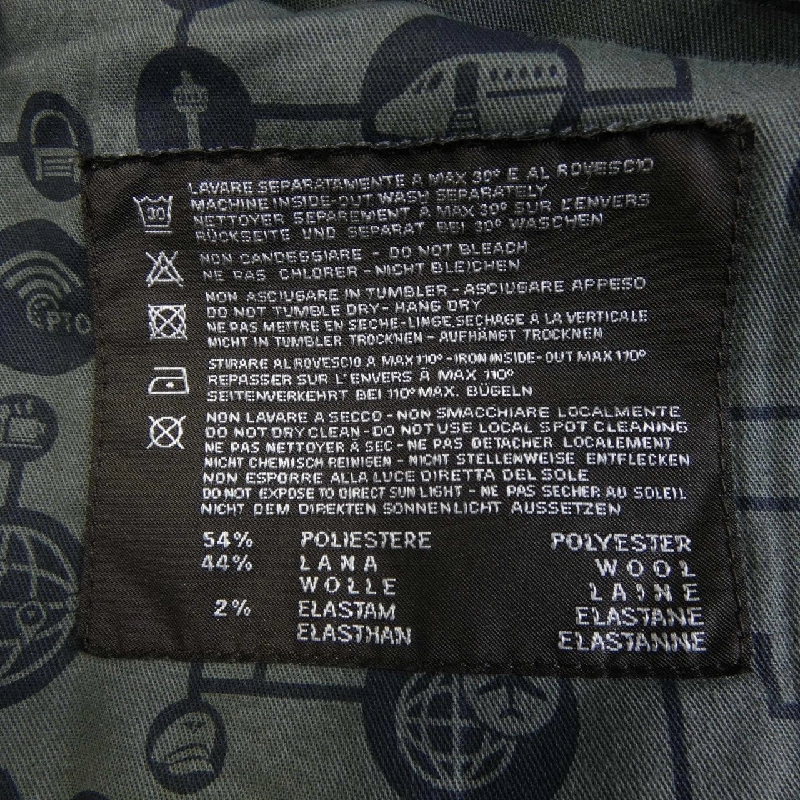 30
LAVARE SEPARATAMENTE A MAX 30° E AL ROVESCIO
MACHINE INSIDE-OUT WASH SEPARATELY
NETTOYER SEPAREMENT A MAX 30° SUR L'ENVERS
RÜCKSEITE UND SEPARAT BEI 30° WASCHEN
NON CANDESSIARE - DO NOT BLEACH
NE PAS CHLORER - NICHT BLEICHEN
NON ASCIUGARE IN TUMBLER - ASCIUGARE APPESO
DO NOT TUMBLE DRY - HANG DRY
NE PAS METTRE EN SECHE-LINGE, SECHAGE A LA VERTICALE
NICHT IN TUMBLER TROCKNEN - AUFHÄNGT TROCKNEN
STIRARE AL ROVESCIO A MAX 110° - IRON INSIDE-OUT MAX 110°
REPASSER SUR L'ENVERS À MAX 110°
SEITENVERKEHRT BEI 110° MAX. BÜGELN
NON LAVARE A SECCO - NON SMACCHIARE LOCALMENTE
DO NOT DRY CLEAN - DO NOT USE LOCAL SPOT CLEANING
NE PAS NETTOYER À SEC - NE PAS DETACHER LOCALEMENT
NICHT CHEMISCH REINIGEN - NICHT STELLENWEISE ENTFLECKEN
NON ESPORRE ALLA LUCE DIRETTA DEL SOLE
DO NOT EXPOSE TO DIRECT SUN LIGHT - NE PAS SECHER AU SOLEIL
NICHT DEM DIREKTEN SONNENLICHT AUSSETZEN
54% POLIESTERE POLYESTER
44% LANA WOOL
WOLLE LAINE
2% ELASTAM ELASTANE
ELASTHAN ELASTANNE